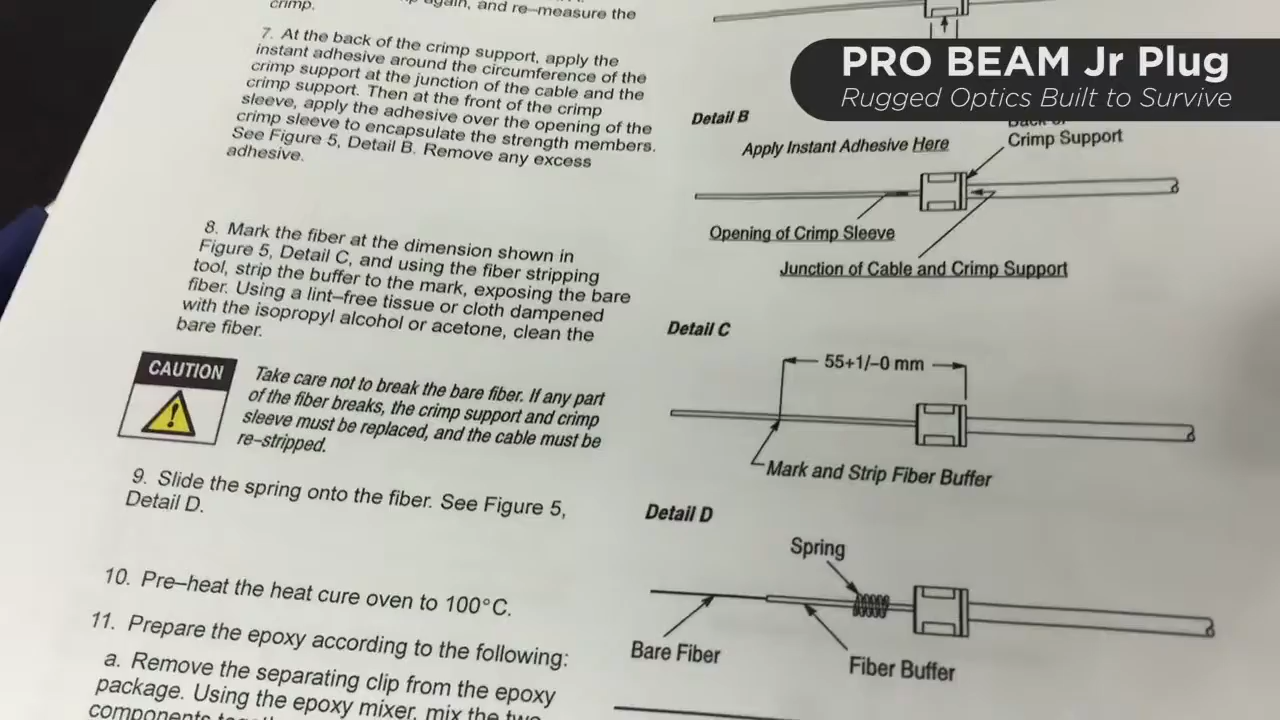 again, and re–measure the
crimp.
7. At the back of the crimp support, apply the
instant adhesive around the circumference of the
crimp support at the junction of the cable and the
crimp support. Then at the front of the crimp
sleeve, apply the adhesive over the opening of the
crimp sleeve to encapsulate the strength members.
See Figure 5, Detail B. Remove any excess
adhesive.
8. Mark the fiber at the dimension shown in
Figure 5, Detail C, and using the fiber stripping
tool, strip the buffer to the mark, exposing the bare
fiber. Using a lint–free tissue or cloth dampened
with the isopropyl alcohol or acetone, clean the
bare fiber.
CAUTION
Take care not to break the bare fiber. If any part
of the fiber breaks, the crimp support and crimp
sleeve must be replaced, and the cable must be
re–stripped.
9. Slide the spring onto the fiber. See Figure 5,
Detail D.
10. Pre–heat the heat cure oven to 100°C.
11. Prepare the epoxy according to the following:
a. Remove the separating clip from the epoxy
package. Using the epoxy mixer, mix the two
components
PRO BEAM Jr Plug
Rugged Optics Built to Survive
Detail B
Back of
Crimp Support
Apply Instant Adhesive Here
Opening of Crimp Sleeve
Junction of Cable and Crimp Support
Detail C
55+1/–0 mm
Mark and Strip Fiber Buffer
Detail D
Spring
Bare Fiber
Fiber Buffer